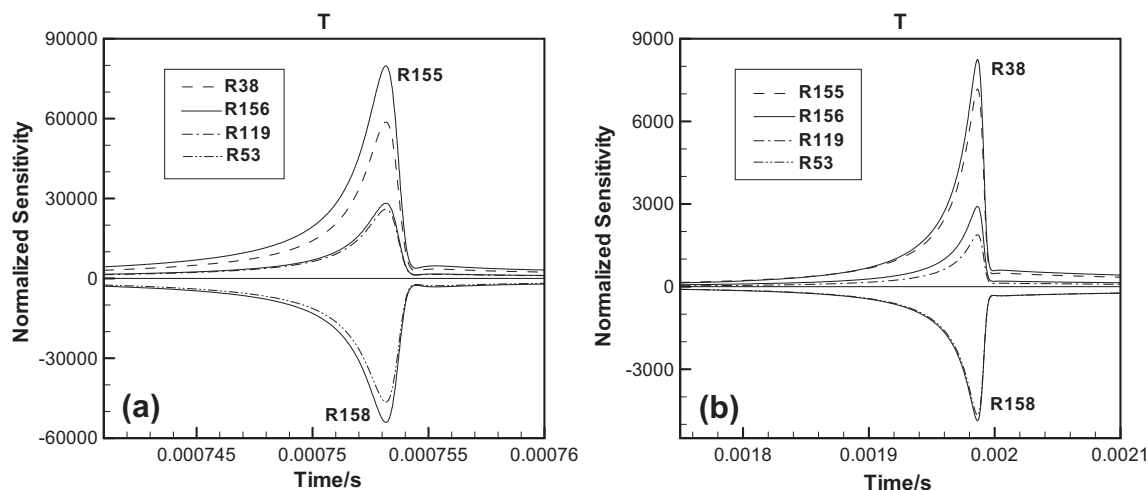 T
90000
60000
30000
0
-30000
-60000
Normalized Sensitivity
R38
R156
R119
R53
R155
R158
(a)
0.000745
0.00075
0.000755
0.00076
Time/s
T
9000
6000
3000
0
-3000
Normalized Sensitivity
R155
R156
R119
R53
R38
R158
(b)
0.0018
0.0019
0.002
0.0021
Time/s